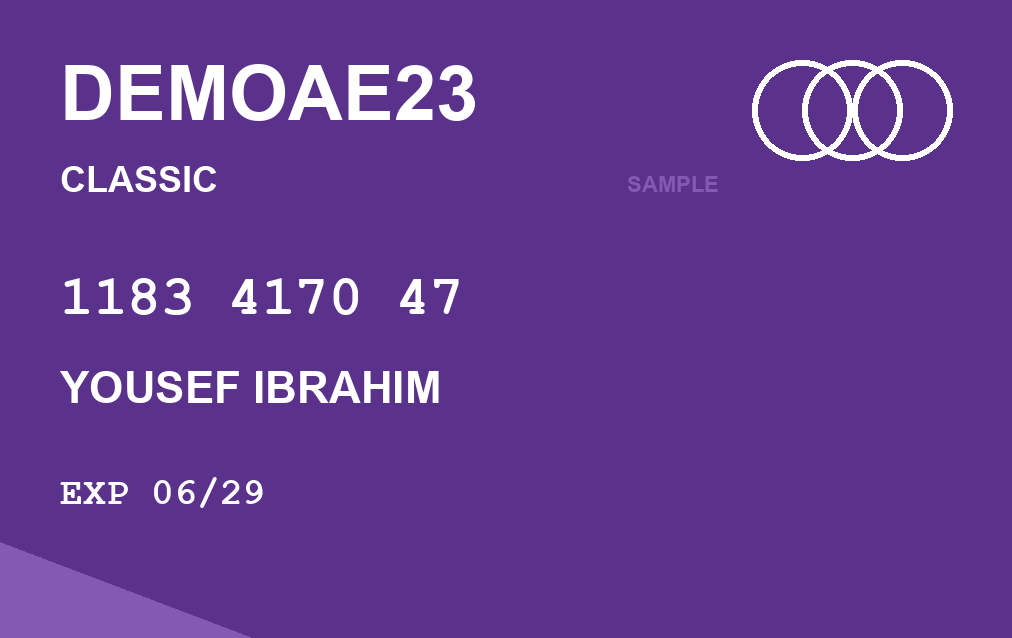 DEMOAE23
CLASSIC
SAMPLE
1183 4170 47
YOUSEF IBRAHIM
EXP 06/29